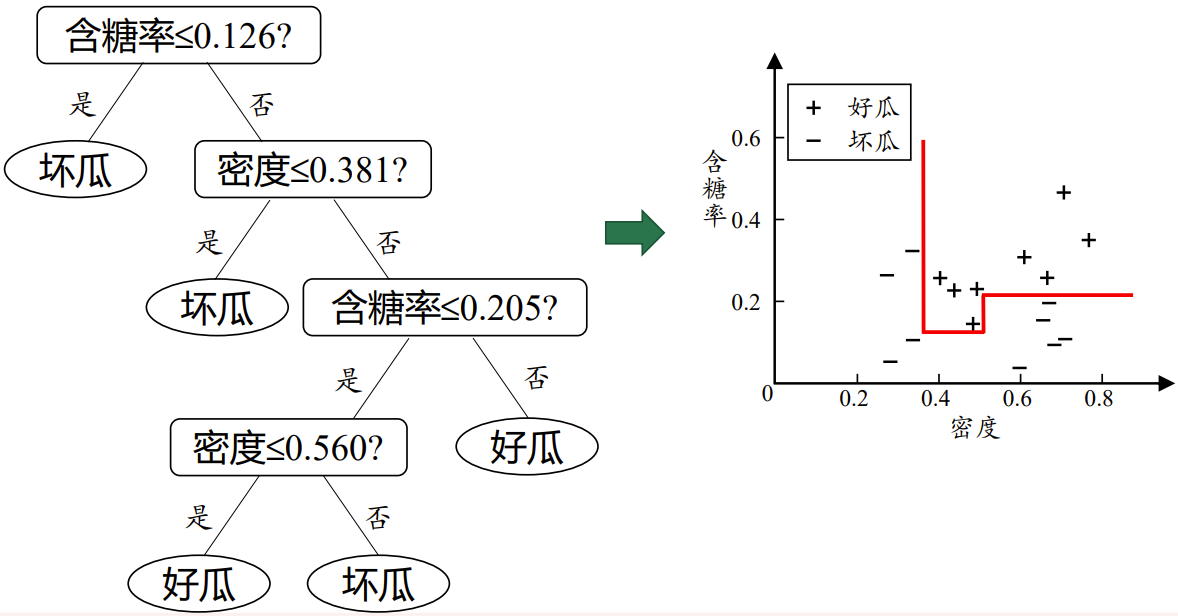 含糖率≤0.126?
是
否
坏瓜
密度≤0.381?
是
否
坏瓜
含糖率≤0.205?
是
否
密度≤0.560?
好瓜
是
否
好瓜
坏瓜
+ 好瓜
− 坏瓜
含糖率
0.6
0.4
0.2
0
0.2
0.4
0.6
0.8
密度